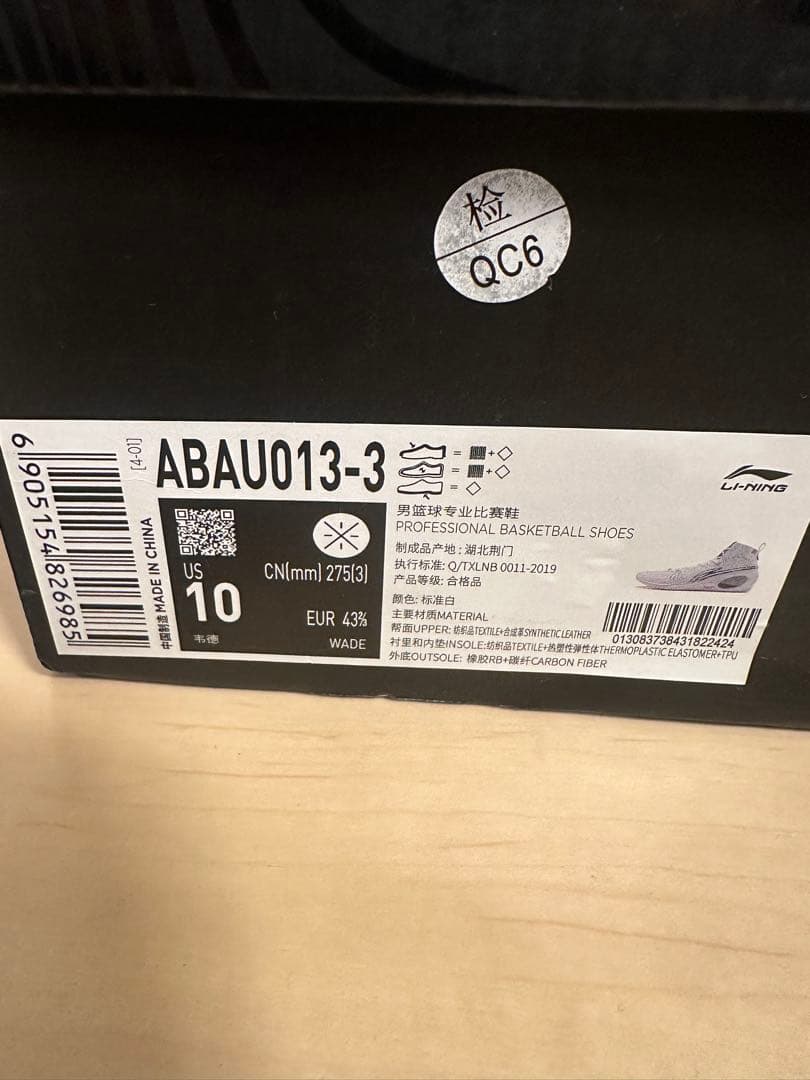 检
QC6
6905154826985
[4-01]
中国制造 MADE IN CHINA
ABAU013-3
US
10
韦德
CN(mm) 275(3)
EUR 43⅔
WADE
LI-NING
男篮球专业比赛鞋
PROFESSIONAL BASKETBALL SHOES
制成品产地: 湖北荆门
执行标准: Q/TXLNB 0011-2019
产品等级: 合格品
颜色: 标准白
主要材质MATERIAL
帮面UPPER: 纺织品TEXTILE+合成革SYNTHETIC LEATHER
衬里和内垫INSOLE:纺织品TEXTILE+热塑性弹性体THERMOPLASTIC ELASTOMER+TPU
外底OUTSOLE: 橡胶RB+碳纤CARBON FIBER
013083738431822424